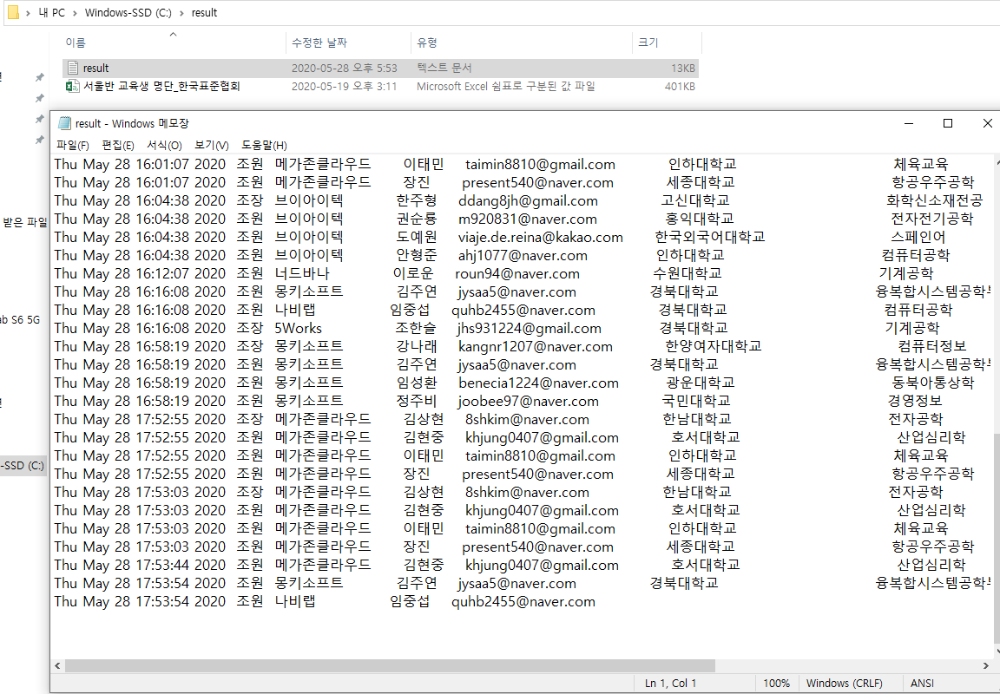 내 PC > Windows-SSD (C:) > result
이름 수정한 날짜 유형 크기
result 2020-05-28 오후 5:53 텍스트 문서 13KB
서울반 교육생 명단_한국표준협회 2020-05-19 오후 3:11 Microsoft Excel 쉼표로 구분된 값 파일 401KB
result - Windows 메모장
파일(F) 편집(E) 서식(O) 보기(V) 도움말(H)
Thu May 28 16:01:07 2020 조원 메가존클라우드 이태민 taimin8810@gmail.com 인하대학교 체육교육
Thu May 28 16:01:07 2020 조원 메가존클라우드 장진 present540@naver.com 세종대학교 항공우주공학
Thu May 28 16:04:38 2020 조장 브이아이텍 한주형 ddang8jh@gmail.com 고신대학교 화학신소재전공
Thu May 28 16:04:38 2020 조원 브이아이텍 권순룡 m920831@naver.com 홍익대학교 전자전기공학
Thu May 28 16:04:38 2020 조원 브이아이텍 도예원 viaje.de.reina@kakao.com 한국외국어대학교 스페인어
Thu May 28 16:04:38 2020 조원 브이아이텍 안형준 ahj1077@naver.com 인하대학교 컴퓨터공학
Thu May 28 16:12:07 2020 조원 너드바나 이로운 roun94@naver.com 수원대학교 기계공학
Thu May 28 16:16:08 2020 조원 몽키소프트 김주연 jysaa5@naver.com 경북대학교 융복합시스템공학부
받은 파일
Thu May 28 16:16:08 2020 조원 나비랩 임중섭 quhb2455@naver.com 경북대학교 컴퓨터공학
ab S6 5G
Thu May 28 16:16:08 2020 조장 5Works 조한슬 jhs931224@gmail.com 경북대학교 기계공학
Thu May 28 16:58:19 2020 조장 몽키소프트 강나래 kangnr1207@naver.com 한양여자대학교 컴퓨터정보
Thu May 28 16:58:19 2020 조원 몽키소프트 김주연 jysaa5@naver.com 경북대학교 융복합시스템공학부
Thu May 28 16:58:19 2020 조원 몽키소프트 임성환 benecia1224@naver.com 광운대학교 동북아통상학
Thu May 28 16:58:19 2020 조원 몽키소프트 정주비 joobee97@naver.com 국민대학교 경영정보
Thu May 28 17:52:55 2020 조장 메가존클라우드 김상현 8shkim@naver.com 한남대학교 전자공학
Thu May 28 17:52:55 2020 조원 메가존클라우드 김현중 khjung0407@gmail.com 호서대학교 산업심리학
Thu May 28 17:52:55 2020 조원 메가존클라우드 이태민 taimin8810@gmail.com 인하대학교 체육교육
-SSD (C:)
Thu May 28 17:52:55 2020 조원 메가존클라우드 장진 present540@naver.com 세종대학교 항공우주공학
Thu May 28 17:53:03 2020 조장 메가존클라우드 김상현 8shkim@naver.com 한남대학교 전자공학
Thu May 28 17:53:03 2020 조원 메가존클라우드 김현중 khjung0407@gmail.com 호서대학교 산업심리학
Thu May 28 17:53:03 2020 조원 메가존클라우드 이태민 taimin8810@gmail.com 인하대학교 체육교육
Thu May 28 17:53:03 2020 조원 메가존클라우드 장진 present540@naver.com 세종대학교 항공우주공학
Thu May 28 17:53:44 2020 조원 메가존클라우드 김현중 khjung0407@gmail.com 호서대학교 산업심리학
Thu May 28 17:53:54 2020 조원 몽키소프트 김주연 jysaa5@naver.com 경북대학교 융복합시스템공학부
Thu May 28 17:53:54 2020 조원 나비랩 임중섭 quhb2455@naver.com
Ln 1, Col 1 100% Windows (CRLF) ANSI